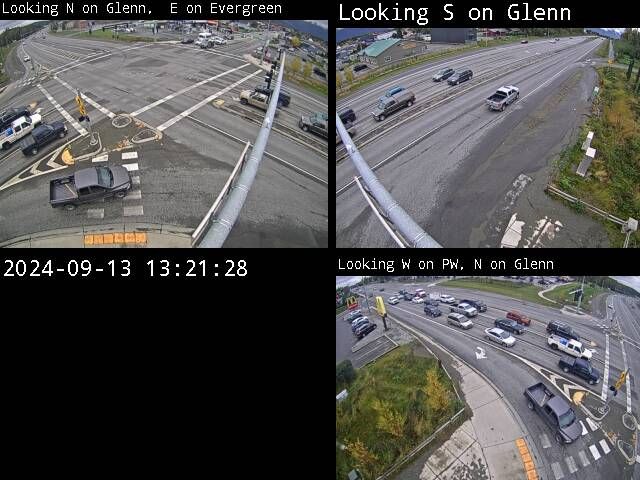 Looking N on Glenn,  E on Evergreen
Looking S on Glenn
2024-09-13 13:21:28
Looking W on PW, N on Glenn